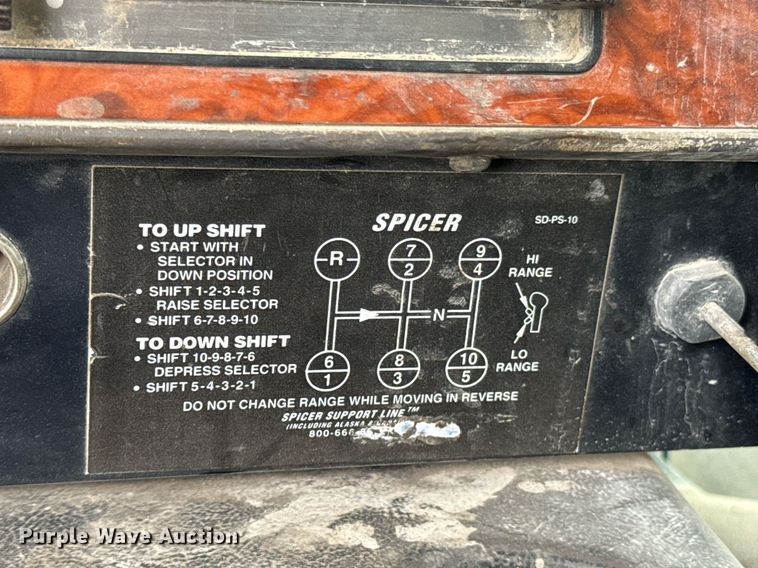 SPICER
SD-PS-10
TO UP SHIFT
• START WITH
SELECTOR IN
DOWN POSITION
• SHIFT 1-2-3-4-5
RAISE SELECTOR
• SHIFT 6-7-8-9-10
TO DOWN SHIFT
• SHIFT 10-9-8-7-6
DEPRESS SELECTOR
• SHIFT 5-4-3-2-1
R
7
2
9
4
N
6
1
8
3
10
5
HI
RANGE
LO
RANGE
DO NOT CHANGE RANGE WHILE MOVING IN REVERSE
SPICER SUPPORT LINE™
(INCLUDING ALASKA &
800-666-
Purple Wave Auction
Purple Wave Auction